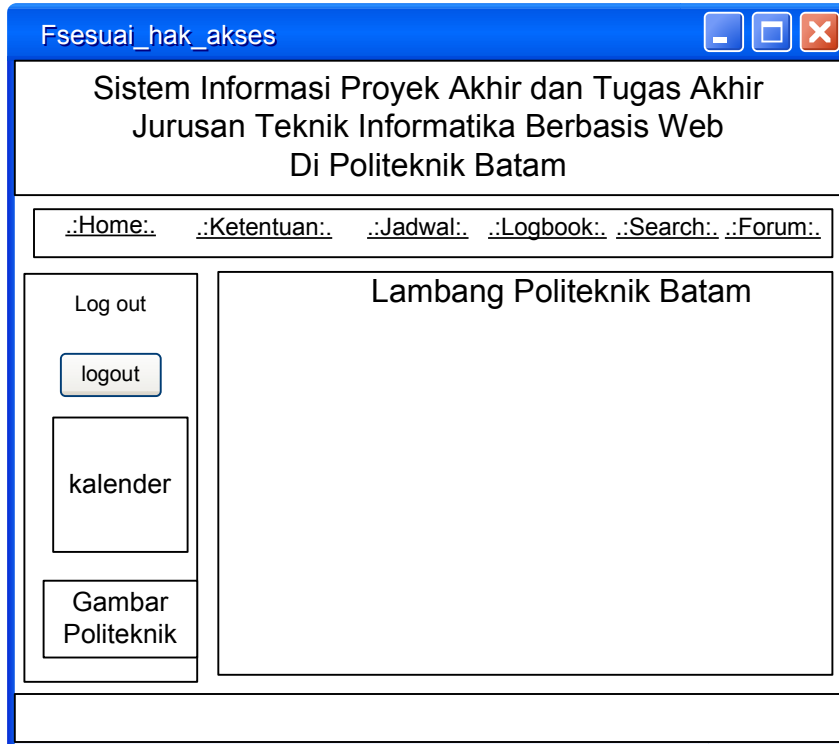 Fsesuai_hak_akses
Sistem Informasi Proyek Akhir dan Tugas Akhir
Jurusan Teknik Informatika Berbasis Web
Di Politeknik Batam
.:Home:. .:Ketentuan:. .:Jadwal:. .:Logbook:. .:Search:. .:Forum:.
Log out
logout
kalender
Gambar
Politeknik
Lambang Politeknik Batam